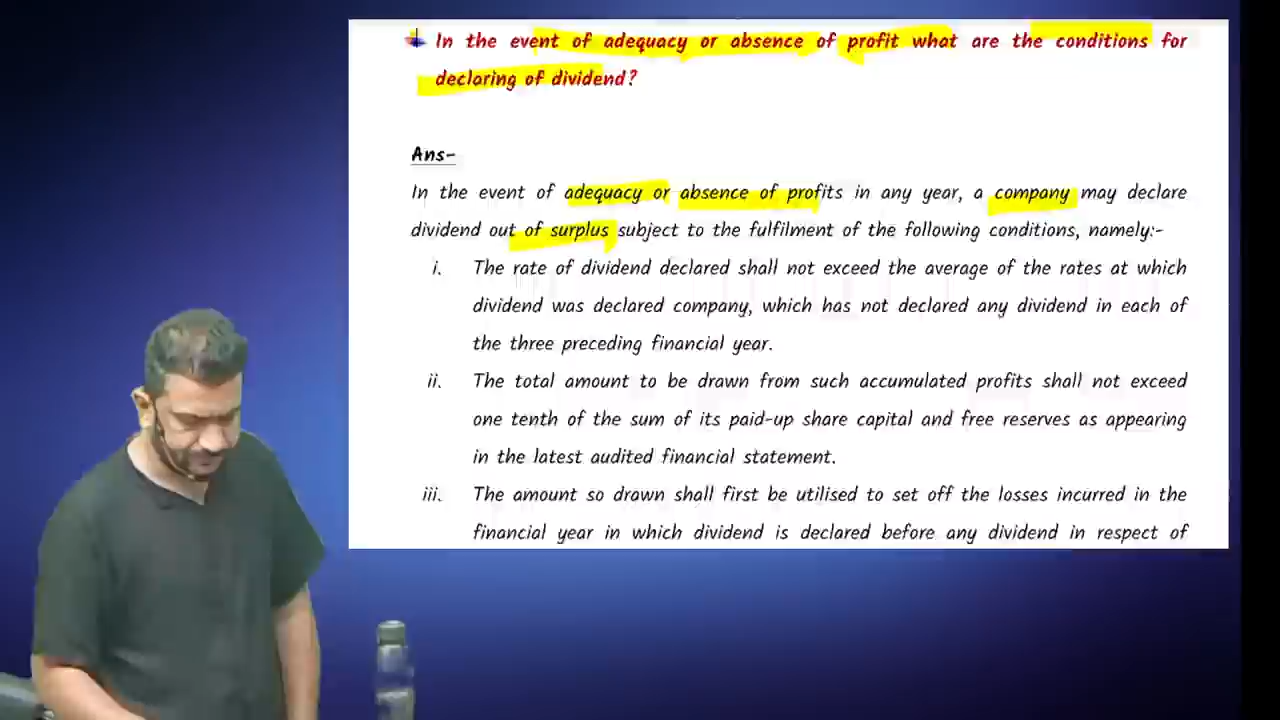 In the event of adequacy or absence of profit what are the conditions for
declaring of dividend?
Ans-
In the event of adequacy or absence of profits in any year, a company may declare
dividend out of surplus subject to the fulfilment of the following conditions, namely:-
i. The rate of dividend declared shall not exceed the average of the rates at which
dividend was declared company, which has not declared any dividend in each of
the three preceding financial year.
ii. The total amount to be drawn from such accumulated profits shall not exceed
one tenth of the sum of its paid-up share capital and free reserves as appearing
in the latest audited financial statement.
iii. The amount so drawn shall first be utilised to set off the losses incurred in the
financial year in which dividend is declared before any dividend in respect of